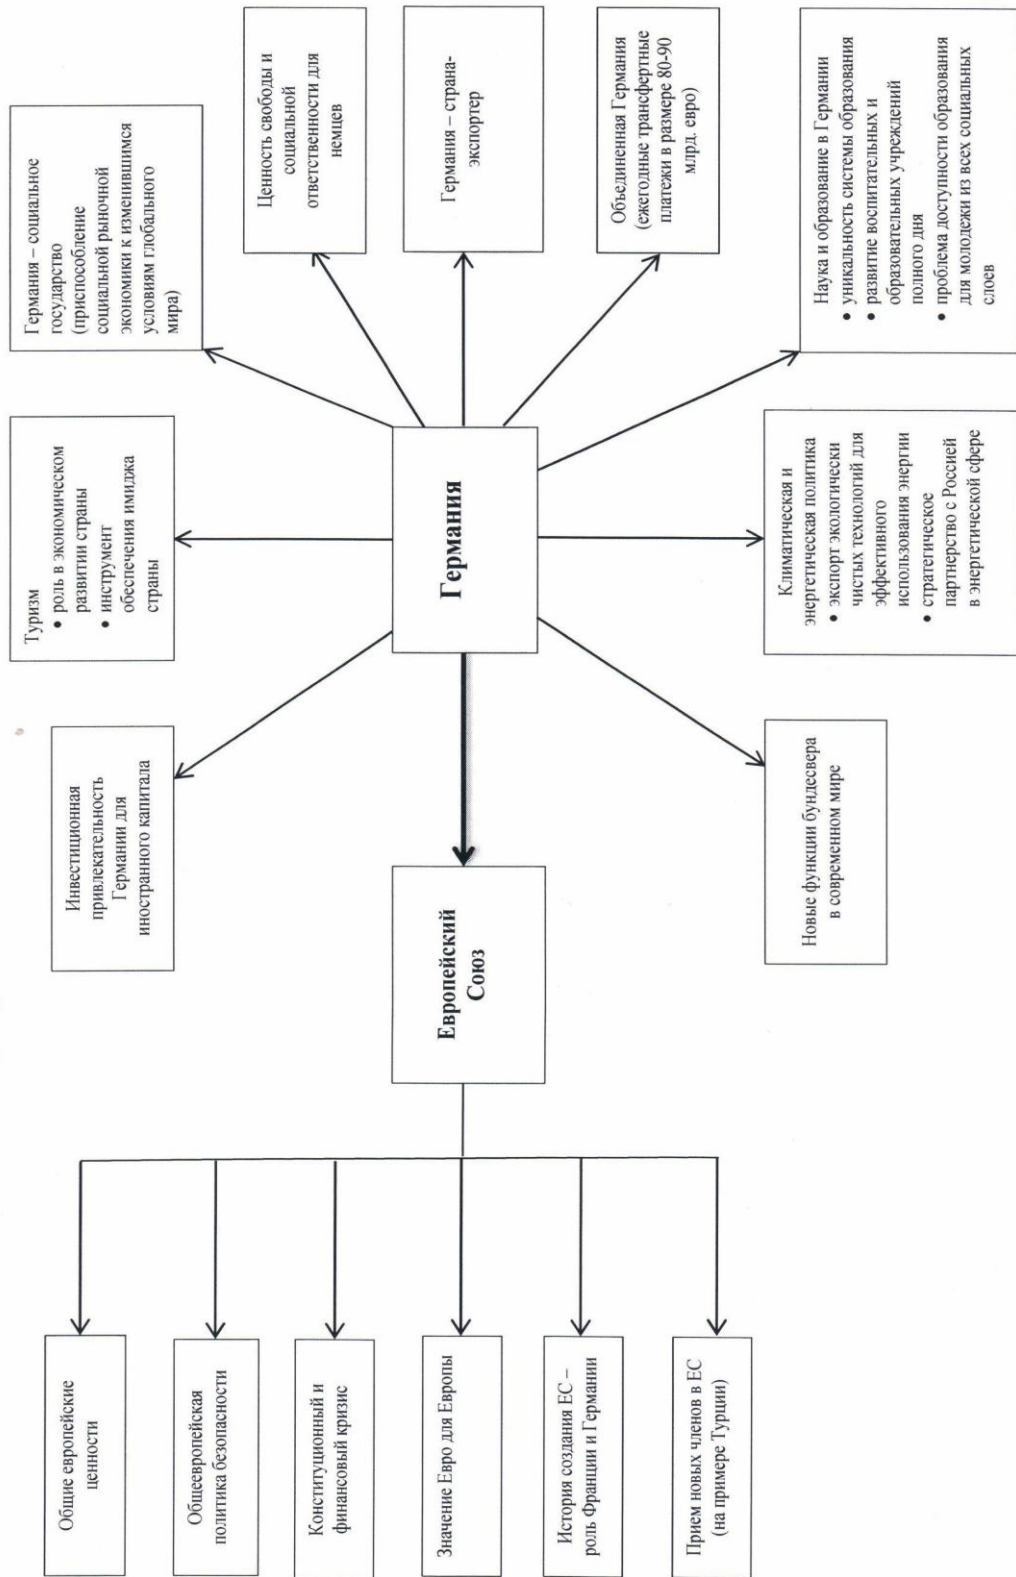 Общие европейские
ценности
Общеевропейская
политика безопасности
Конституционный и
финансовый кризис
Значение Евро для Европы
История создания ЕС –
роль Франции и Германии
Прием новых членов в ЕС
(на примере Турции)
Европейский
Союз
Инвестиционная
привлекательность
Германии для
иностранного капитала
Туризм
• роль в экономическом
развитии страны
• инструмент
обеспечения имиджа
страны
Германия – социальное
государство
(приспособление
социальной рыночной
экономики к изменившимся
условиям глобального
мира)
Германия
Ценность свободы и
социальной
ответственности для
немцев
Германия – страна-
экспортер
Объединенная Германия
(ежегодные трансфертные
платежи в размере 80-90
млрд. евро)
Новые функции бундесвера
в современном мире
Климатическая и
энергетическая политика
• экспорт экологически
чистых технологий для
эффективного
использования энергии
• стратегическое
партнерство с Россией
в энергетической сфере
Наука и образование в Германии
• уникальность системы образования
• развитие воспитательных и
образовательных учреждений
полного дня
• проблема доступности образования
для молодежи из всех социальных
слоев